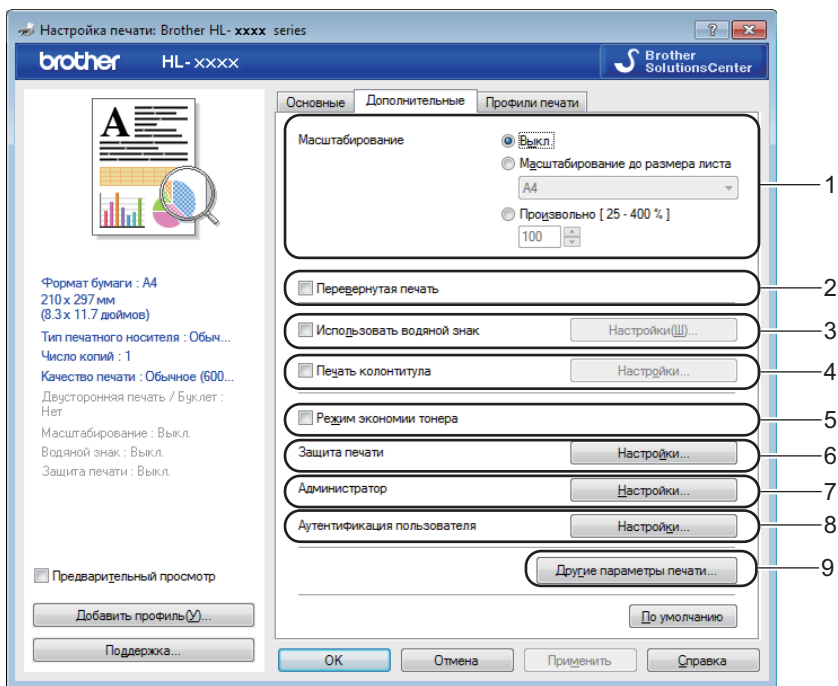 Настройка печати: Brother HL- xxxx series
brother HL-xxxx
Brother
SolutionsCenter
A
Формат бумаги : A4
210 x 297 мм
(8.3 x 11.7 дюймов)
Тип печатного носителя : Обыч...
Число копий : 1
Качество печати : Обычное (600...
Двусторонняя печать / Буклет :
Нет
Масштабирование : Выкл.
Водяной знак : Выкл.
Защита печати : Выкл.
Предварительный просмотр
Добавить профиль(У)...
Поддержка...
Основные Дополнительные Профили печати
Масштабирование
Выкл.
Масштабирование до размера листа
A4
Произвольно [ 25 - 400 % ]
100
1
Перевернутая печать 2
Использовать водяной знак Настройки(Ш)... 3
Печать колонтитула Настройки... 4
Режим экономии тонера 5
Защита печати Настройки... 6
Администратор Настройки... 7
Аутентификация пользователя Настройки... 8
Другие параметры печати... 9
По умолчанию
OK Отмена Применить Справка